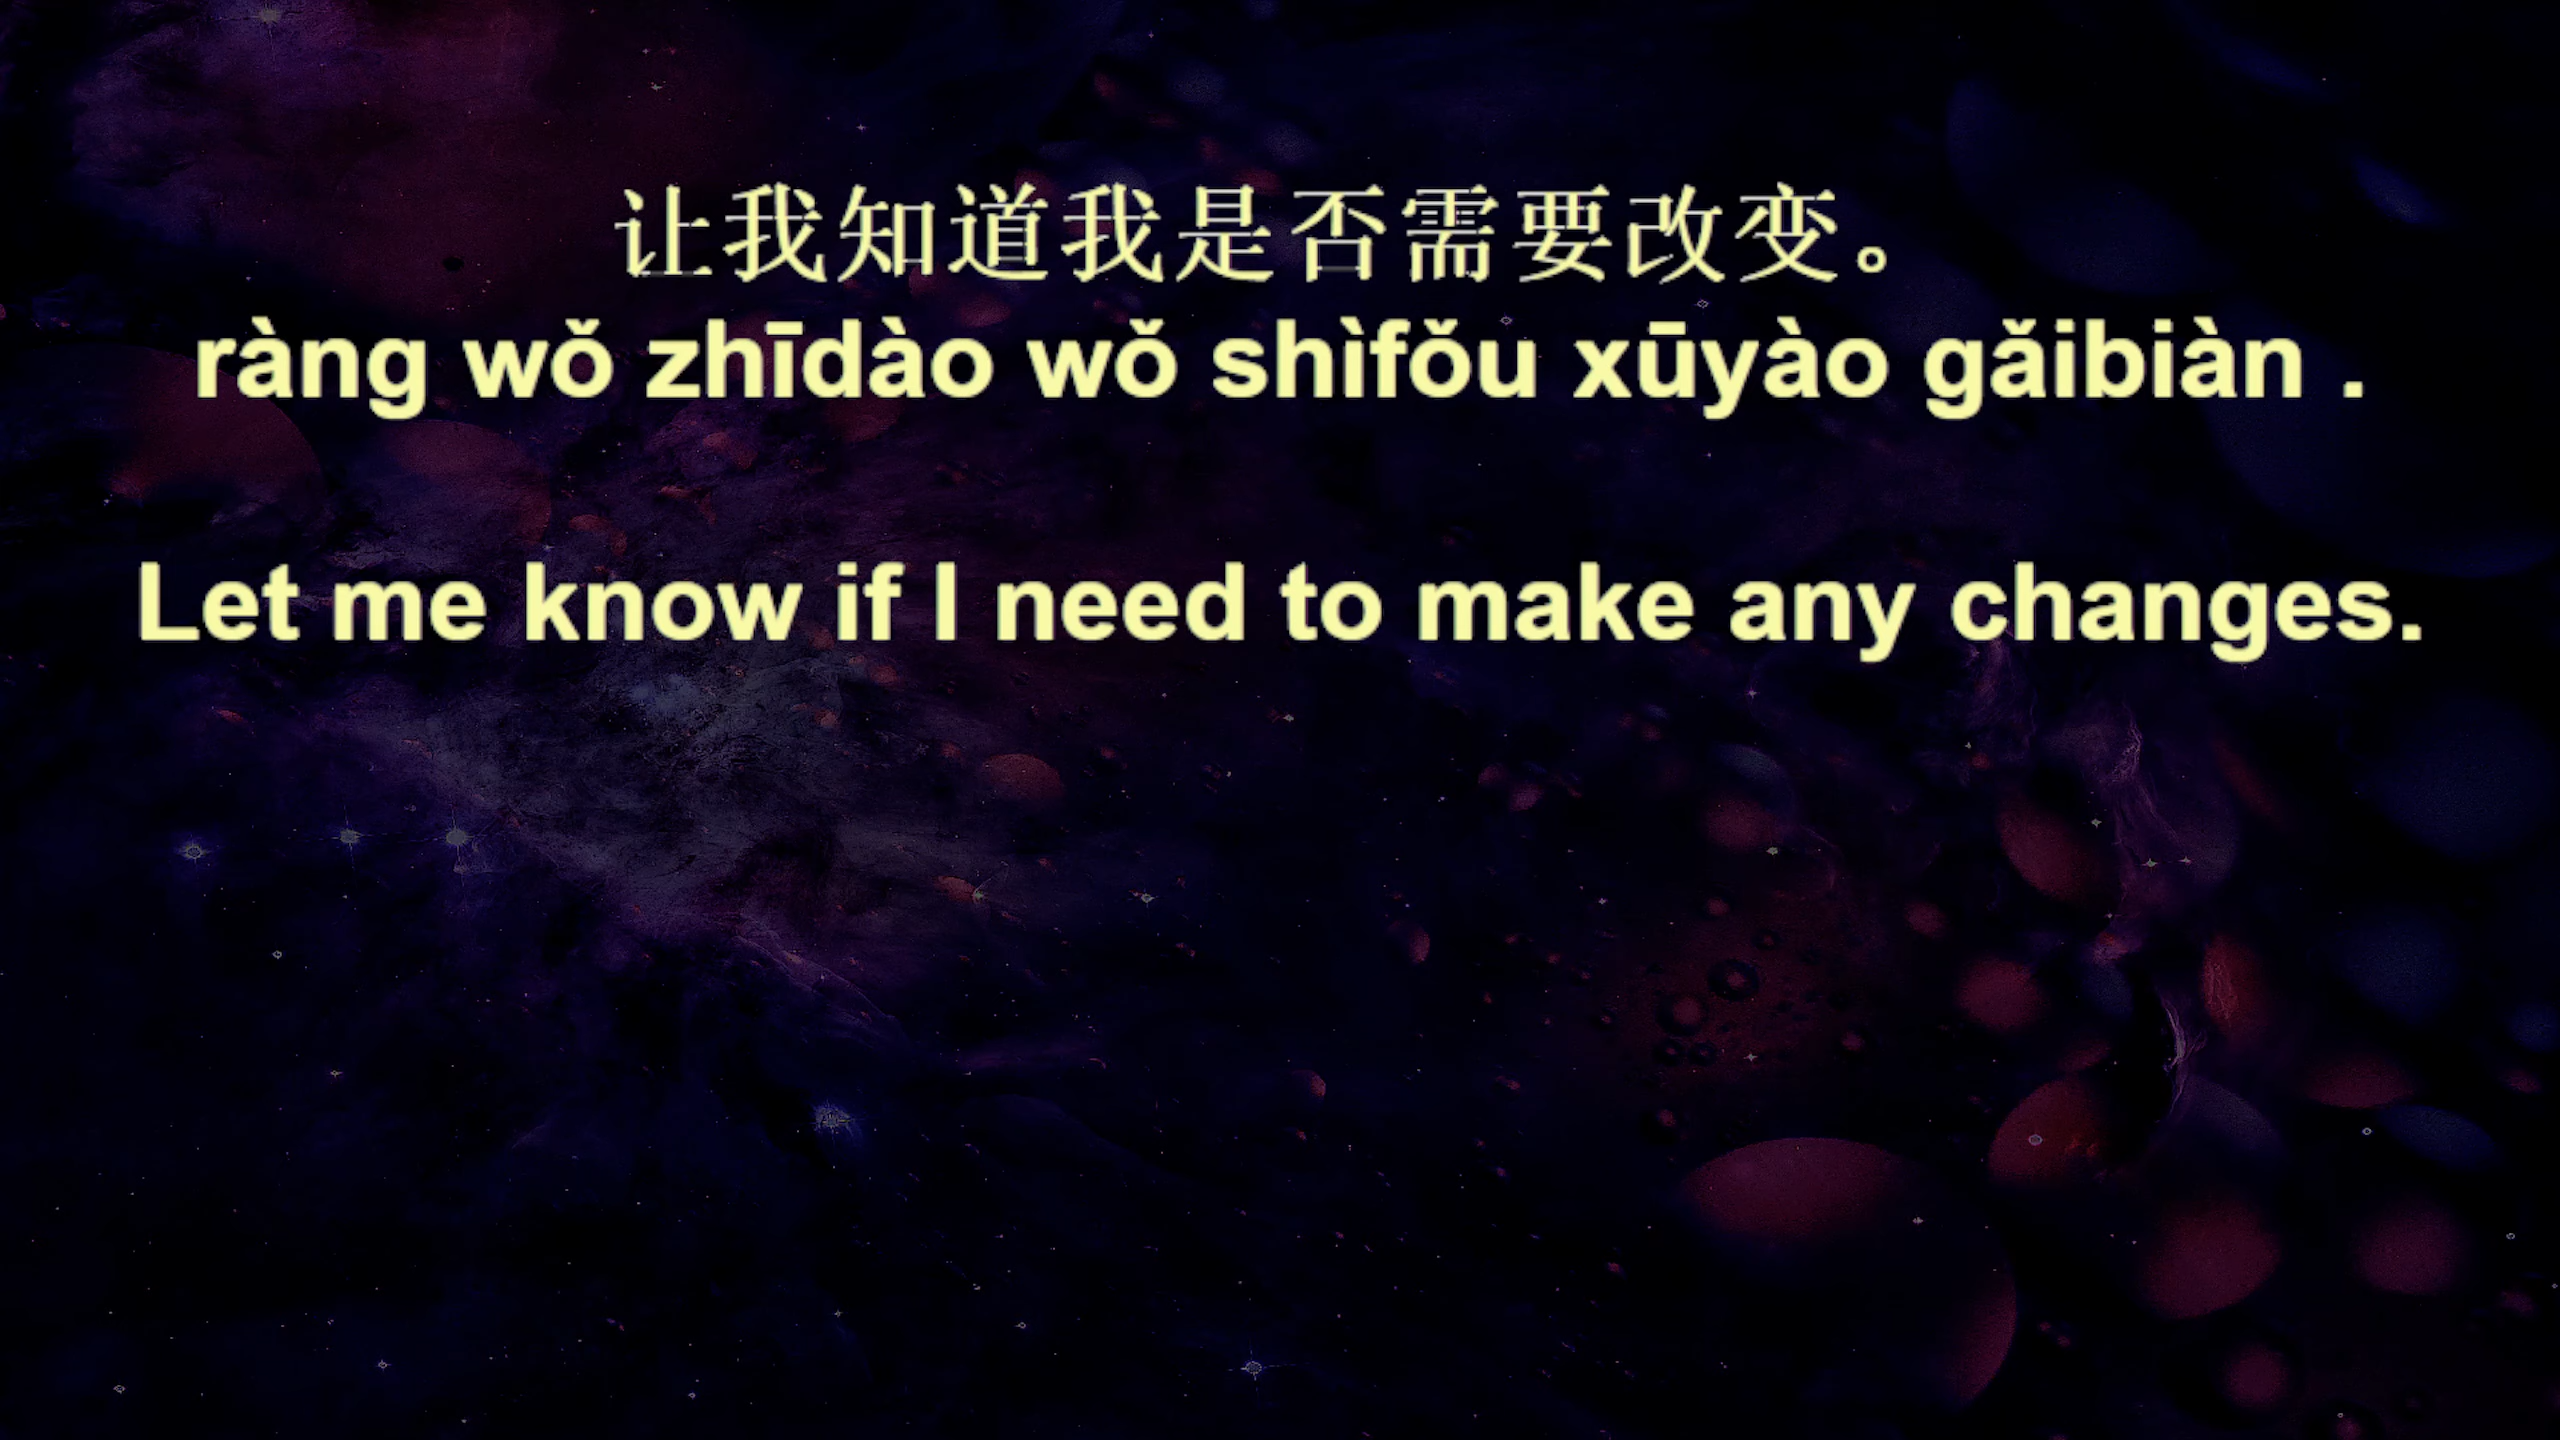 让我知道我是否需要改变。
ràng wǒ zhīdào wǒ shìfǒu xūyào gǎibiàn .
Let me know if I need to make any changes.